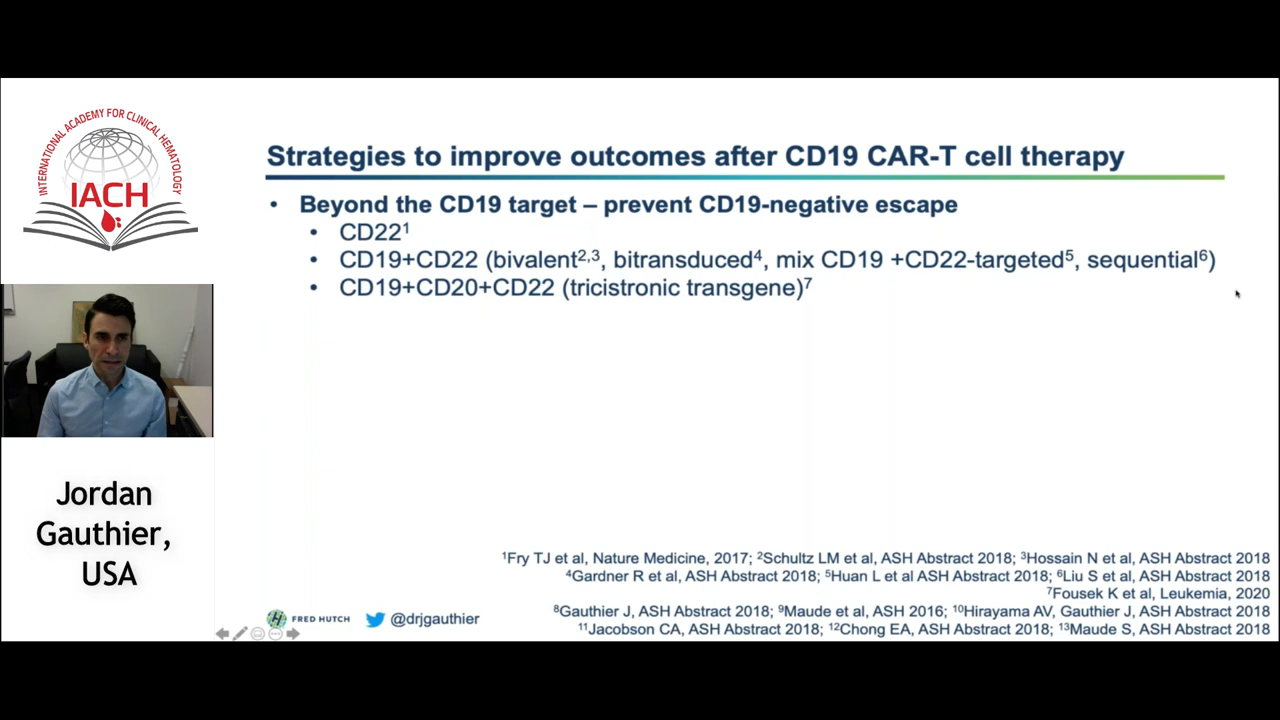 INTERNATIONAL ACADEMY FOR CLINICAL HEMATOLOGY
IACH
Jordan
Gauthier,
USA
Strategies to improve outcomes after CD19 CAR-T cell therapy
• Beyond the CD19 target – prevent CD19-negative escape
• CD22¹
• CD19+CD22 (bivalent²,³, bitransduced⁴, mix CD19 +CD22-targeted⁵, sequential⁶)
• CD19+CD20+CD22 (tricistronic transgene)⁷
¹Fry TJ et al, Nature Medicine, 2017; ²Schultz LM et al, ASH Abstract 2018; ³Hossain N et al, ASH Abstract 2018
⁴Gardner R et al, ASH Abstract 2018; ⁵Huan L et al ASH Abstract 2018; ⁶Liu S et al, ASH Abstract 2018
⁷Fousek K et al, Leukemia, 2020
⁸Gauthier J, ASH Abstract 2018; ⁹Maude et al, ASH 2016; ¹⁰Hirayama AV, Gauthier J, ASH Abstract 2018
¹¹Jacobson CA, ASH Abstract 2018; ¹²Chong EA, ASH Abstract 2018; ¹³Maude S, ASH Abstract 2018
FRED HUTCH @drjgauthier